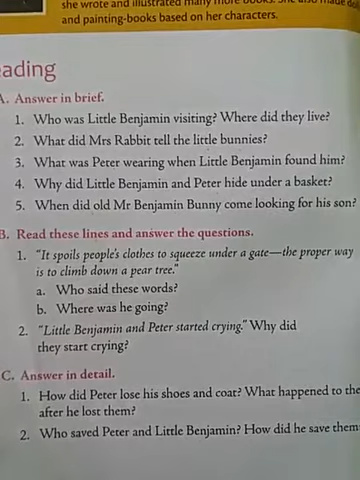 she wrote and illustrated many more books. She also made
and painting-books based on her characters.
eading
A. Answer in brief.
1. Who was Little Benjamin visiting? Where did they live?
2. What did Mrs Rabbit tell the little bunnies?
3. What was Peter wearing when Little Benjamin found him?
4. Why did Little Benjamin and Peter hide under a basket?
5. When did old Mr Benjamin Bunny come looking for his son?
B. Read these lines and answer the questions.
1. "It spoils people's clothes to squeeze under a gate—the proper way
is to climb down a pear tree."
a. Who said these words?
b. Where was he going?
2. "Little Benjamin and Peter started crying." Why did
they start crying?
C. Answer in detail.
1. How did Peter lose his shoes and coat? What happened to the
after he lost them?
2. Who saved Peter and Little Benjamin? How did he save them